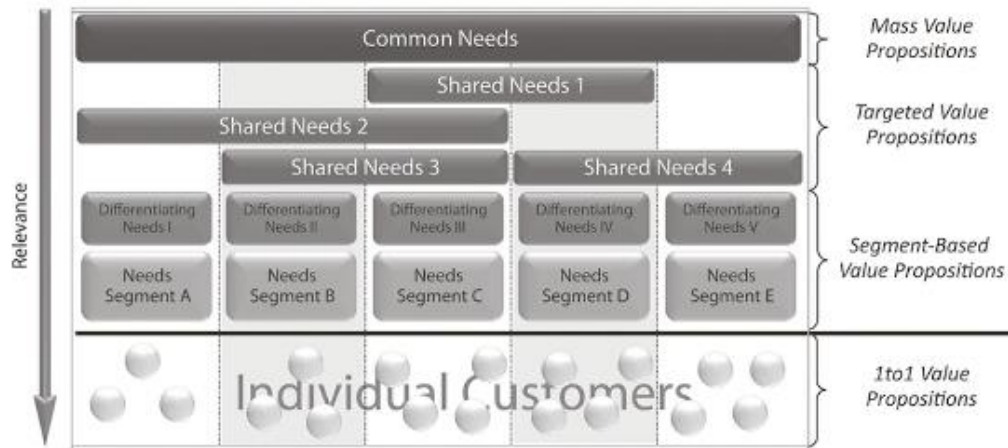 Common Needs
Mass Value
Propositions
Shared Needs 1
Shared Needs 2
Targeted Value
Propositions
Shared Needs 3
Shared Needs 4
Relevance
Differentiating
Needs I
Differentiating
Needs II
Differentiating
Needs III
Differentiating
Needs IV
Differentiating
Needs V
Needs
Segment A
Needs
Segment B
Needs
Segment C
Needs
Segment D
Needs
Segment E
Segment-Based
Value Propositions
Individual Customers
1to1 Value
Propositions